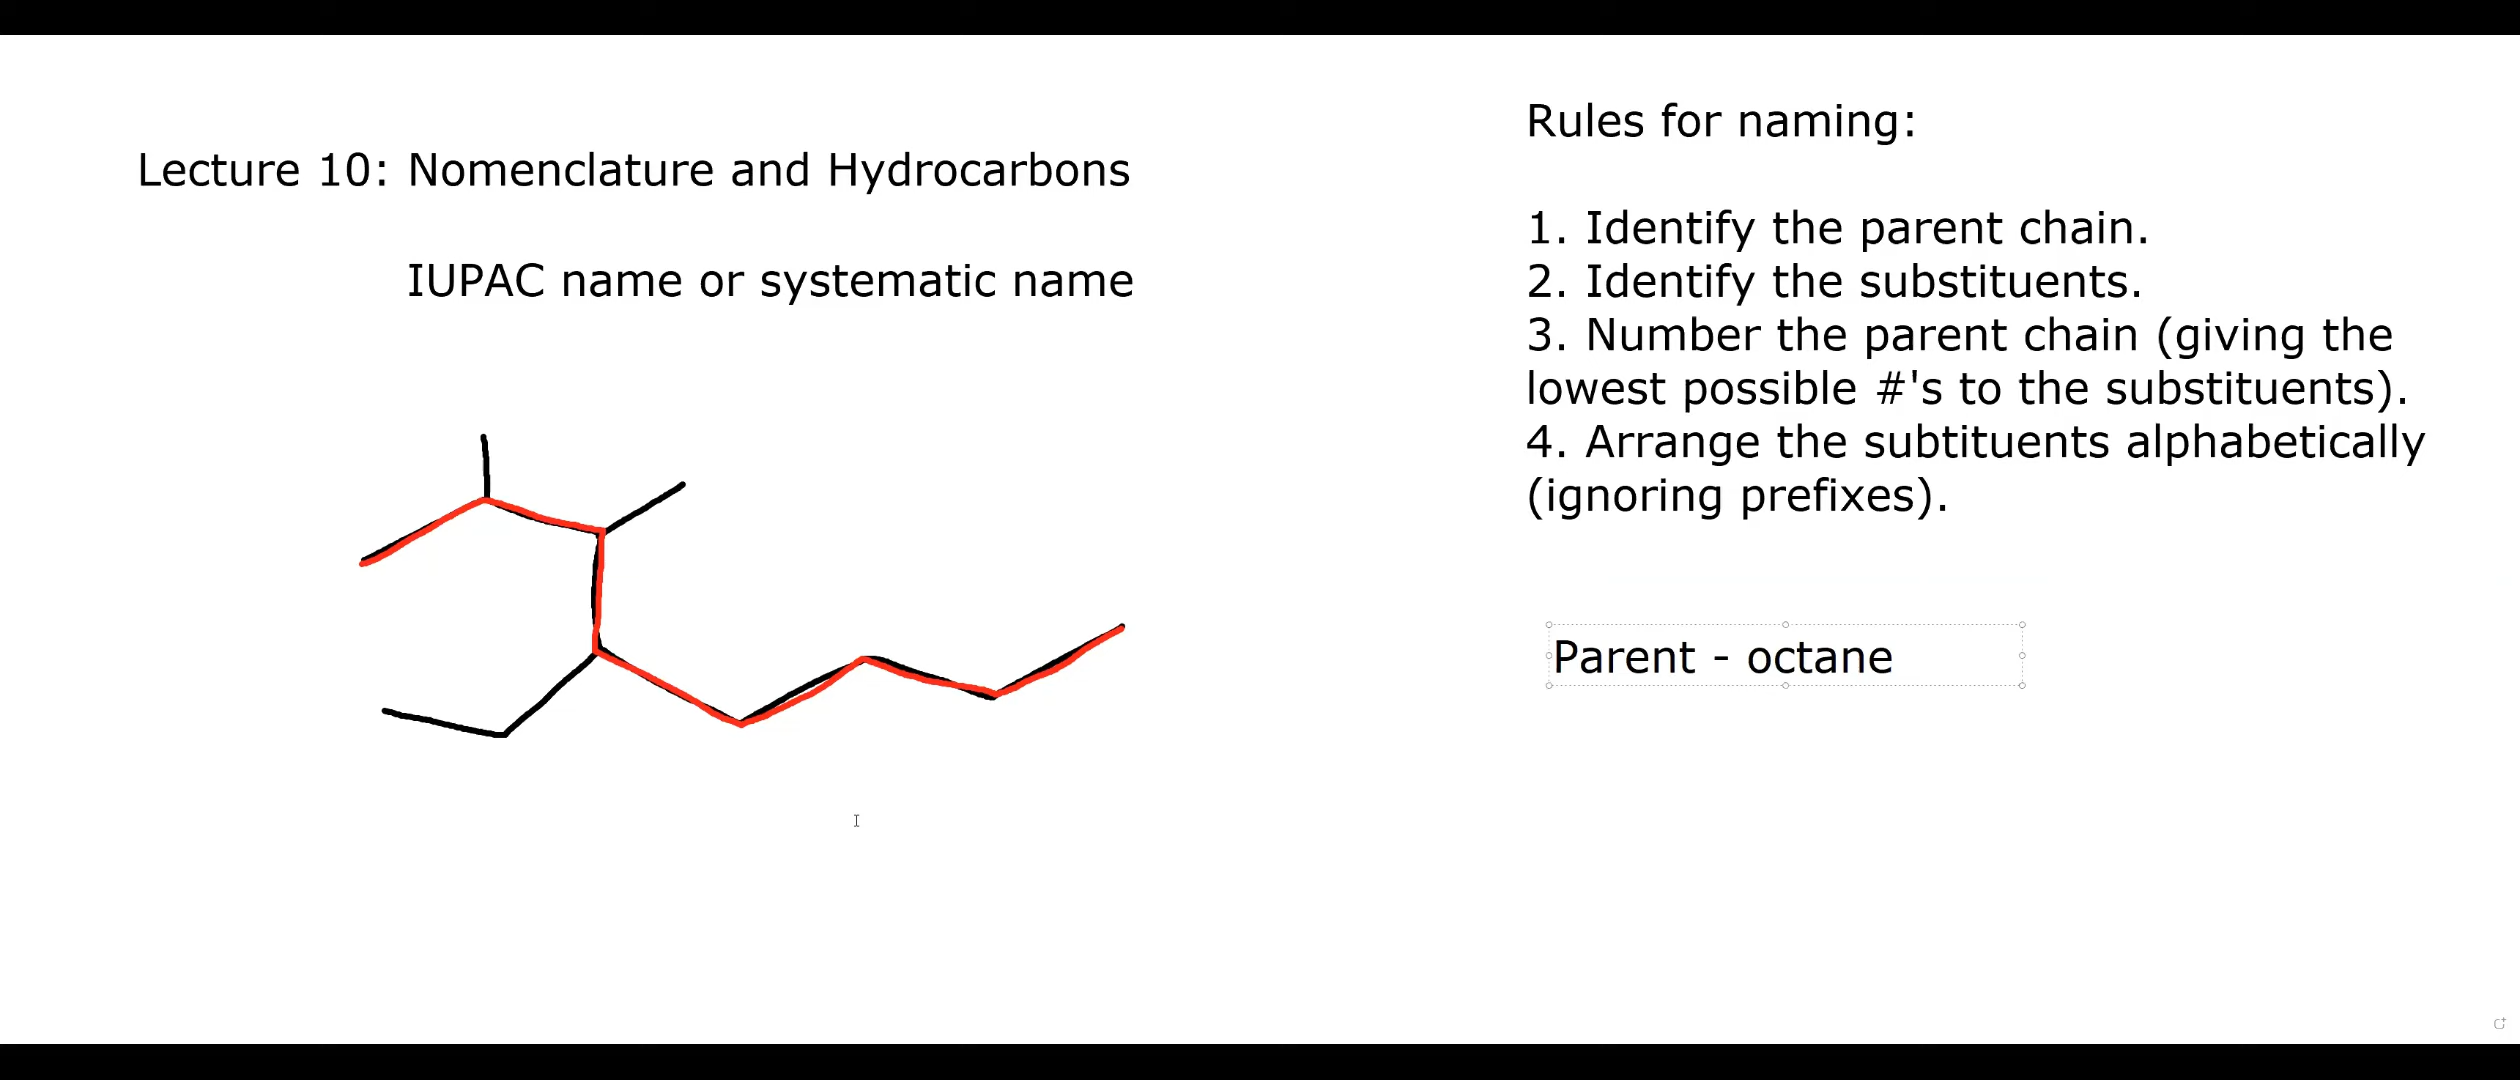 Lecture 10: Nomenclature and Hydrocarbons
IUPAC name or systematic name
Rules for naming:
1. Identify the parent chain.
2. Identify the substituents.
3. Number the parent chain (giving the
lowest possible #'s to the substituents).
4. Arrange the subtituents alphabetically
(ignoring prefixes).
Parent - octane